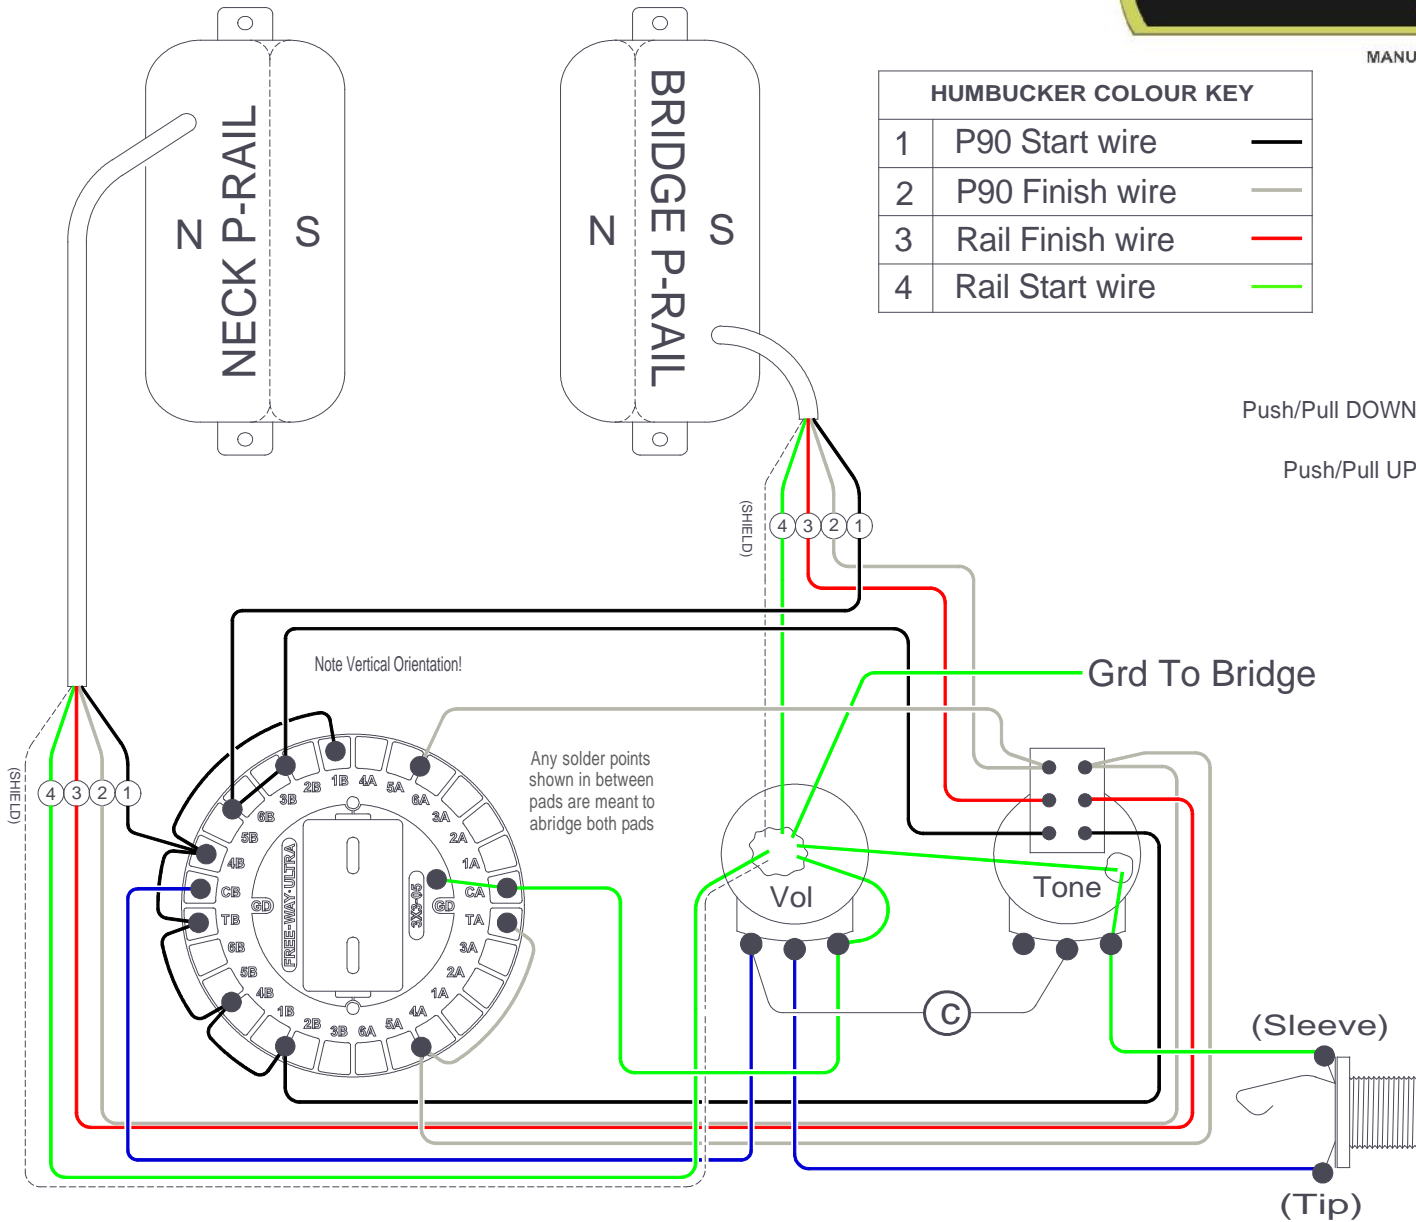 MANU
HUMBUCKER COLOUR KEY
1 P90 Start wire
2 P90 Finish wire
3 Rail Finish wire
4 Rail Start wire
NECK P-RAIL
N S
BRIDGE P-RAIL
N S
Push/Pull DOWN
Push/Pull UP
(SHIELD)
4 3 2 1
Note Vertical Orientation!
Grd To Bridge
Any solder points
shown in between
pads are meant to
abridge both pads
(SHIELD)
4 3 2 1
1B 4A 5A 6A 3A 2A 1A CA TA 3A 2A 1A 4A 5A 6A 3B 2B 1B 4B 5B 6B TB CB 4B 5B 6B 3B 2B
GD FREE-WAY-ULTRA 3X3-05 GD
Vol
Tone
C
(Sleeve)
(Tip)